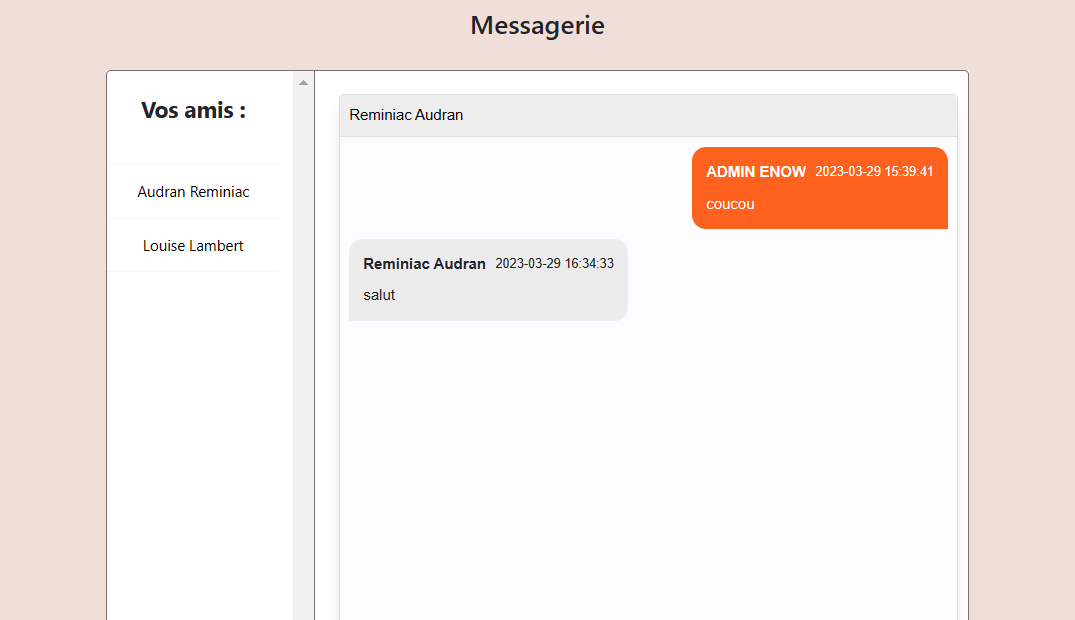 Messagerie
Vos amis :
Audran Reminiac
Louise Lambert
Reminiac Audran
ADMIN ENOW 2023-03-29 15:39:41
coucou
Reminiac Audran 2023-03-29 16:34:33
salut